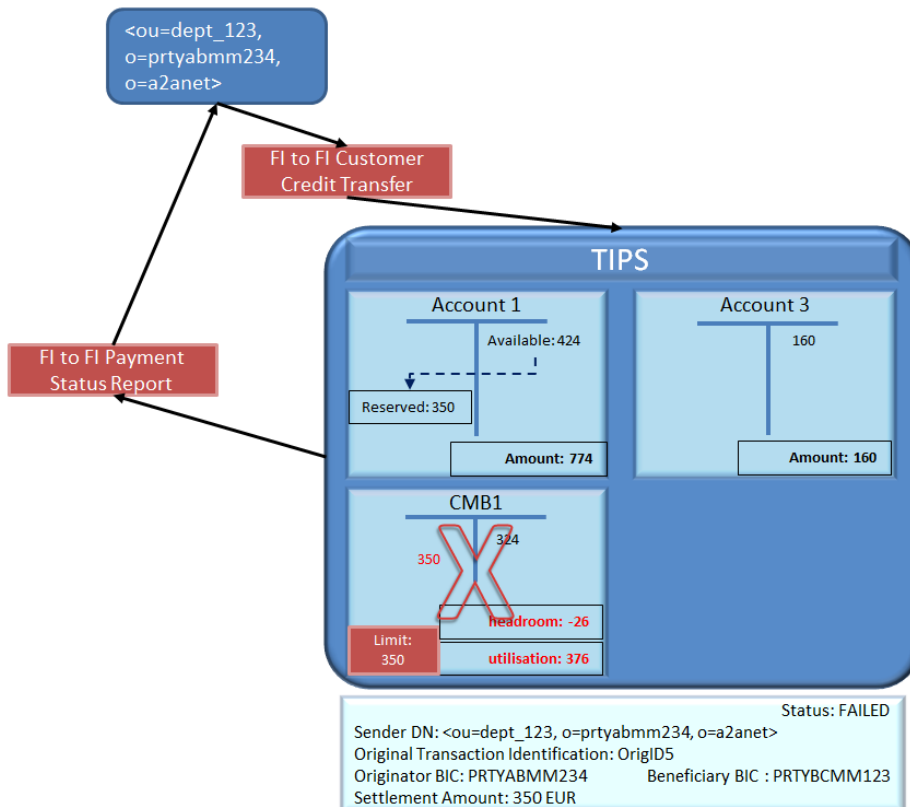 <ou=dept_123,
o=prtyabmm234,
o=a2anet>
FI to FI Customer
Credit Transfer
TIPS
Account 1
Available: 424
Reserved: 350
Amount: 774
Account 3
160
Amount: 160
FI to FI Payment
Status Report
CMB1
324
350
headroom: -26
Limit:
350
utilisation: 376
Status: FAILED
Sender DN: <ou=dept_123, o=prtyabmm234, o=a2anet>
Original Transaction Identification: OrigID5
Originator BIC: PRTYABMM234 Beneficiary BIC : PRTYBCMM123
Settlement Amount: 350 EUR